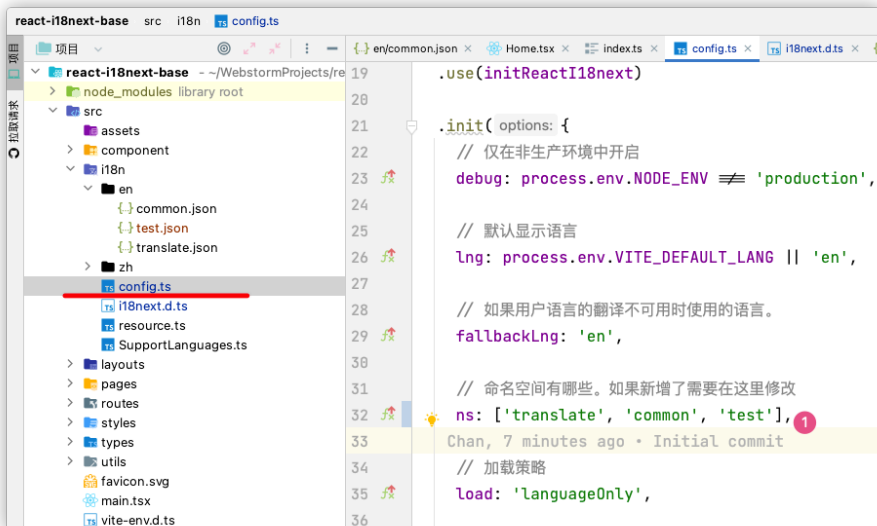 react-i18next-base src i18n config.ts
项目
拉取请求
项目
react-i18next-base ~/WebstormProjects/re
node_modules library root
src
assets
component
i18n
en
common.json
test.json
translate.json
zh
config.ts
i18next.d.ts
resource.ts
SupportLanguages.ts
layouts
pages
routes
styles
types
utils
favicon.svg
main.tsx
vite-env.d.ts
en/common.json Home.tsx index.ts config.ts i18next.d.ts
19 .use(initReactI18next)
20
21 .init( options: {
22 // 仅在非生产环境中开启
23 debug: process.env.NODE_ENV !== 'production',
24
25 // 默认显示语言
26 lng: process.env.VITE_DEFAULT_LANG || 'en',
27
28 // 如果用户语言的翻译不可用时使用的语言。
29 fallbackLng: 'en',
30
31 // 命名空间有哪些。如果新增了需要在这里修改
32 ns: ['translate', 'common', 'test'], 1
33 Chan, 7 minutes ago • Initial commit
34 // 加载策略
35 load: 'languageOnly',
36